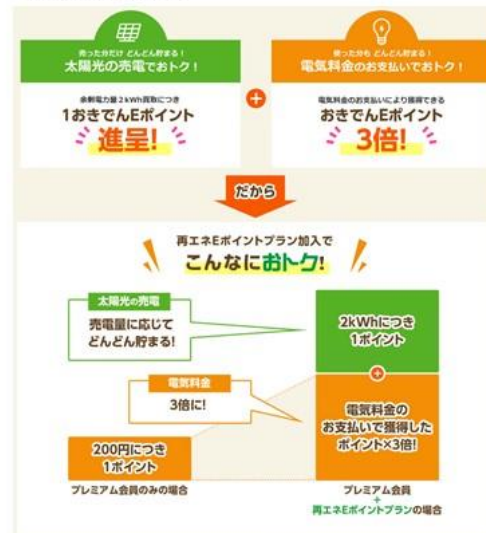 売った分だけ どんどん貯まる!
太陽光の売電でおトク!
余剰電力量2kWh買取につき
1おきでんEポイント
進呈!
使った分も どんどん貯まる!
電気料金のお支払いでおトク!
電気料金のお支払いにより獲得できる
おきでんEポイント
3倍!
だから
再エネEポイントプラン加入で
こんなにおトク!
太陽光の売電
売電量に応じて
どんどん貯まる!
2kWhにつき
1ポイント
電気料金
3倍に!
電気料金の
お支払いで獲得した
ポイント×3倍!
200円につき
1ポイント
プレミアム会員のみの場合
プレミアム会員
+
再エネEポイントプランの場合